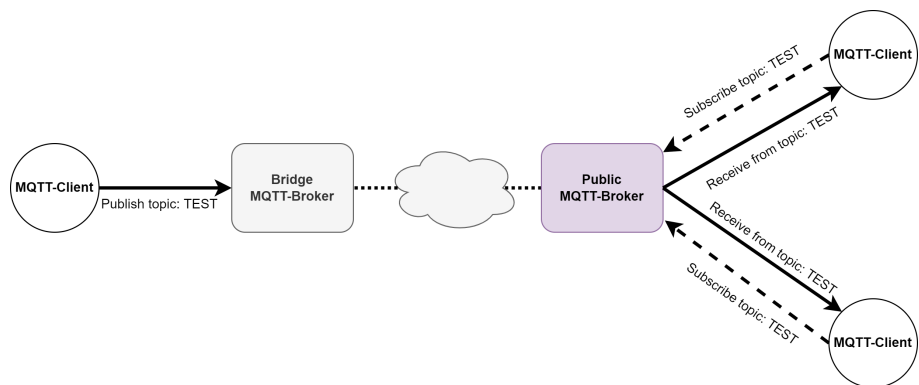 MQTT-Client
Publish topic: TEST
Bridge
MQTT-Broker
Public
MQTT-Broker
Subscribe topic: TEST
Receive from topic: TEST
MQTT-Client
Receive from topic: TEST
Subscribe topic: TEST
MQTT-Client